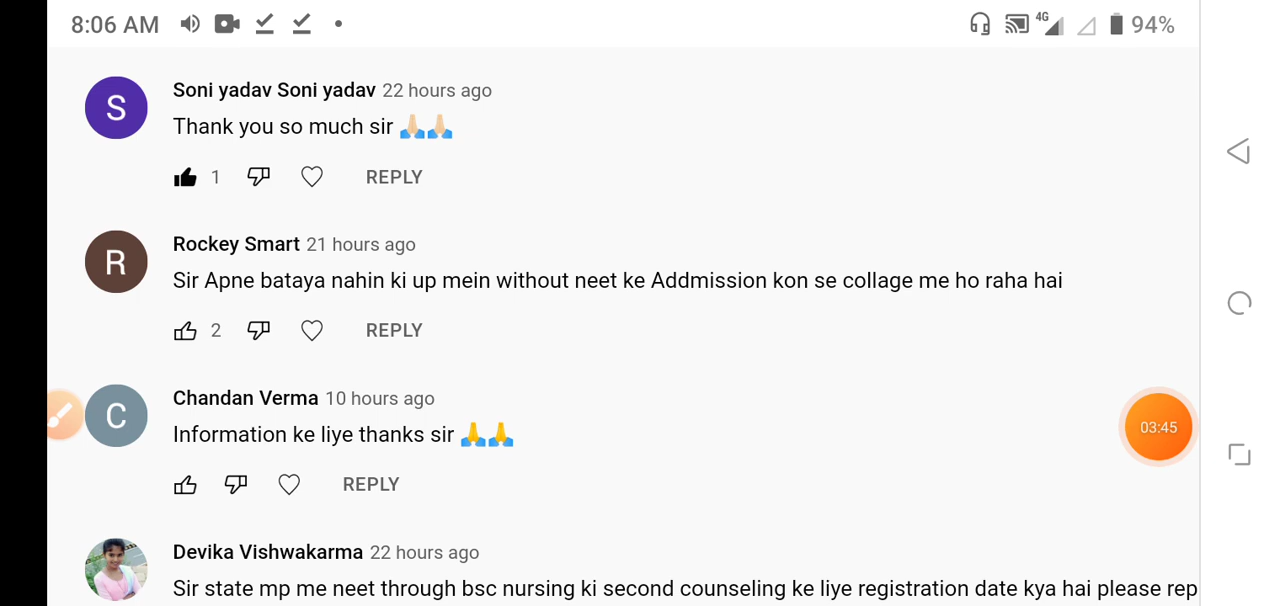 8:06 AM 4G 94%
S Soni yadav Soni yadav 22 hours ago
Thank you so much sir 🙏🏻🙏🏻
1 REPLY
R Rockey Smart 21 hours ago
Sir Apne bataya nahin ki up mein without neet ke Addmission kon se collage me ho raha hai
2 REPLY
C Chandan Verma 10 hours ago
Information ke liye thanks sir 🙏🙏
03:45
REPLY
Devika Vishwakarma 22 hours ago
Sir state mp me neet through bsc nursing ki second counseling ke liye registration date kya hai please rep